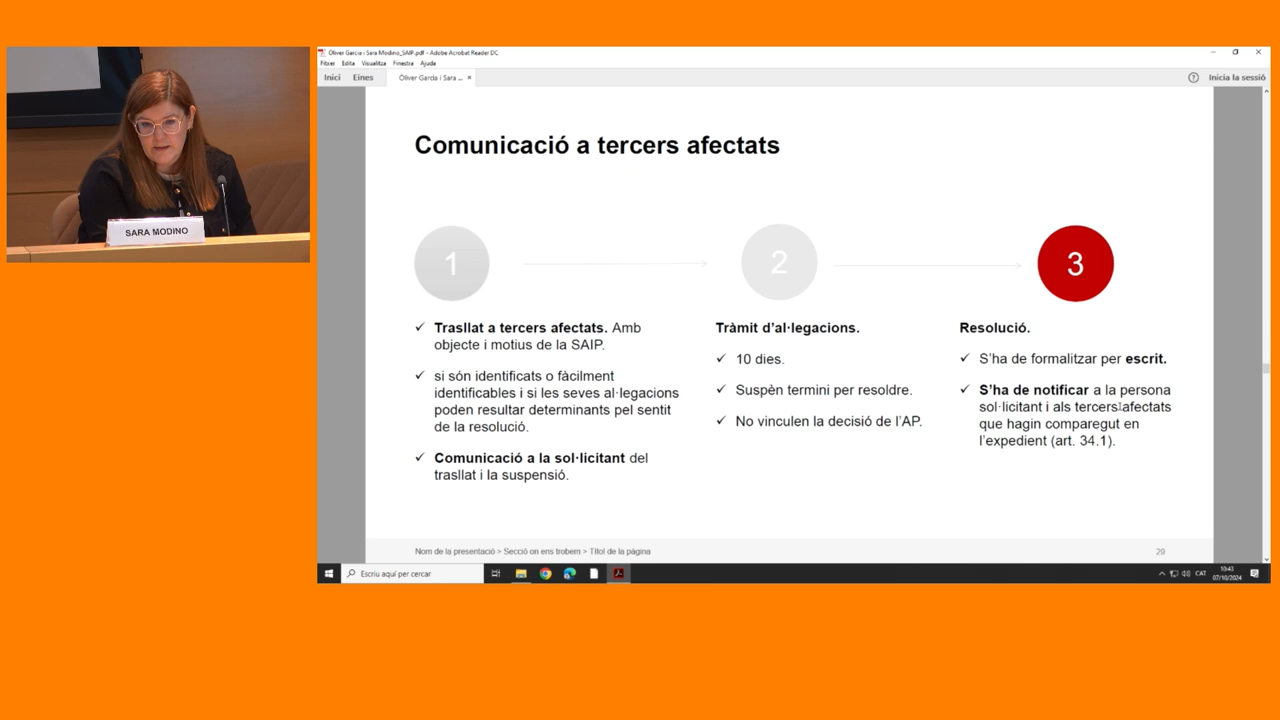 SARA MODINO
Òliver Garcia i Sara Modino_SAIP.pdf - Adobe Acrobat Reader DC
Fitxer Edita Visualitza Finestra Ajuda
Inici Eines Òliver Garcia i Sara ... × Inicia la sessió
Comunicació a tercers afectats
1
2
3
Trasllat a tercers afectats. Amb
objecte i motius de la SAIP.
si són identificats o fàcilment
identificables i si les seves al·legacions
poden resultar determinants pel sentit
de la resolució.
Comunicació a la sol·licitant del
trasllat i la suspensió.
Tràmit d’al·legacions.
10 dies.
Suspèn termini per resoldre.
No vinculen la decisió de l’AP.
Resolució.
S’ha de formalitzar per escrit.
S’ha de notificar a la persona
sol·licitant i als tercers afectats
que hagin comparegut en
l’expedient (art. 34.1).
Nom de la presentació > Secció on ens trobem > Títol de la pàgina
29
Escriu aquí per cercar
CAT
10:43
07/10/2024